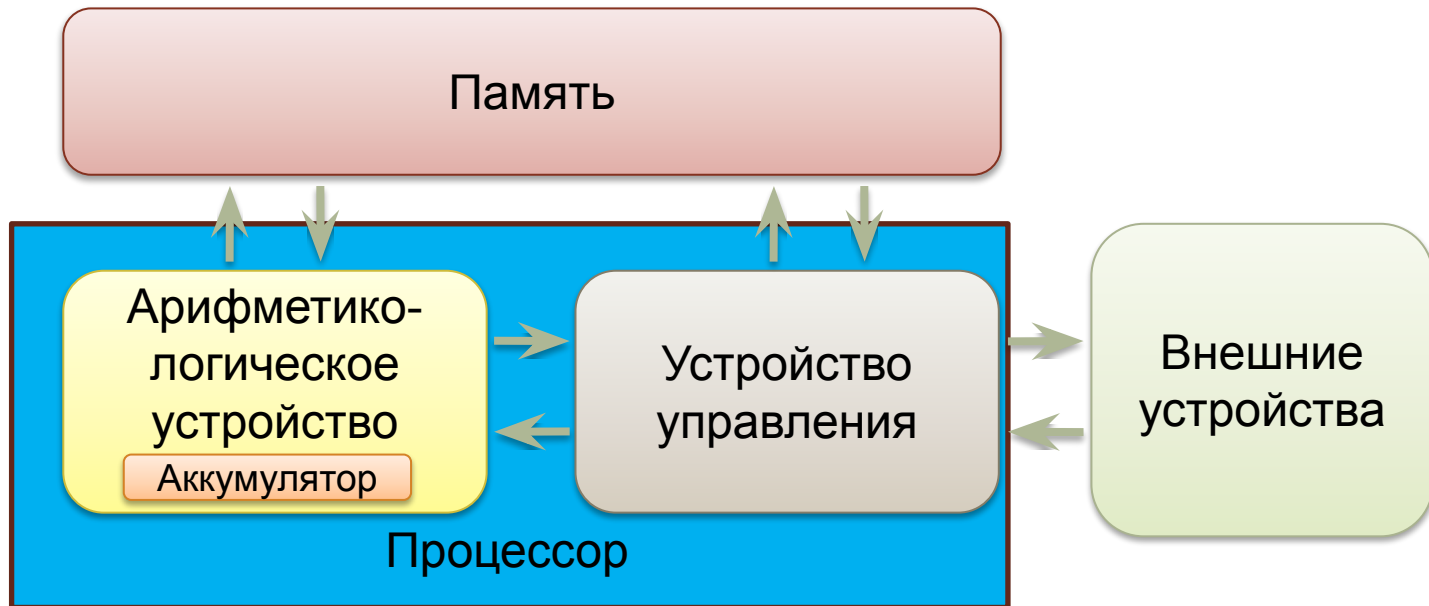 Память
Арифметико-
логическое
устройство
Аккумулятор
Устройство
управления
Процессор
Внешние
устройства